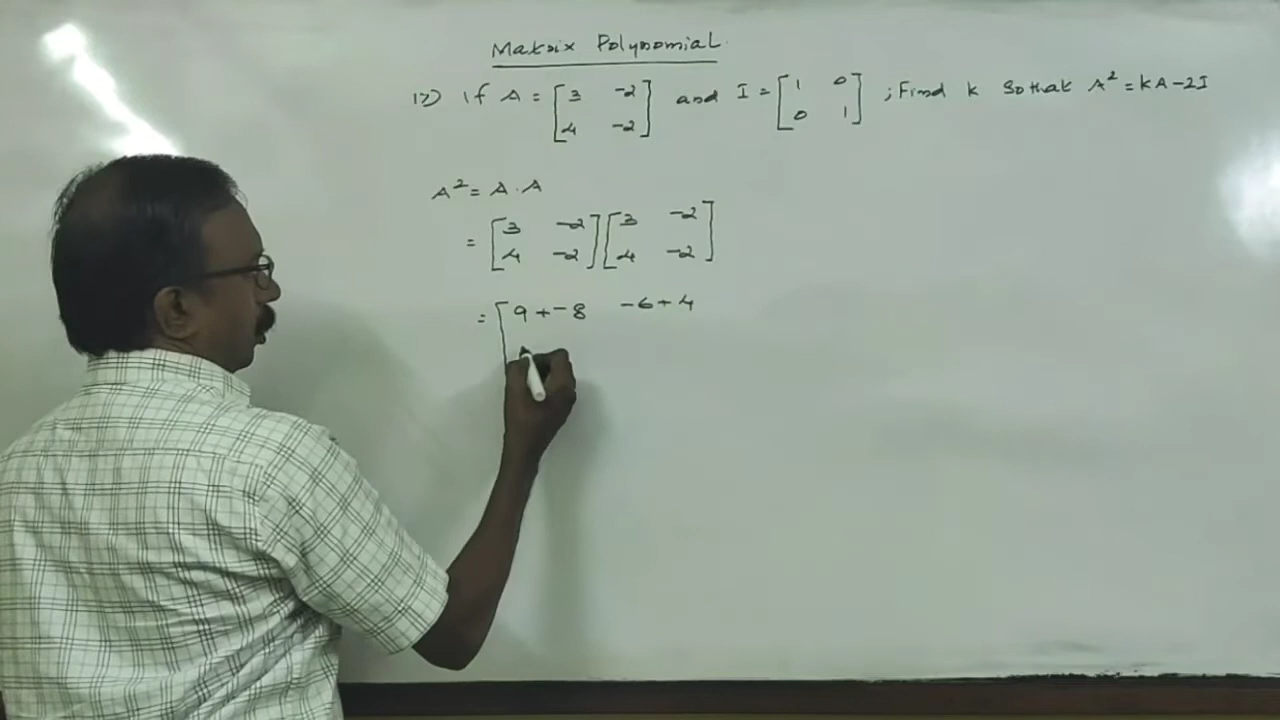 Matrix Polynomial
17) If A = [3 -2 and I = [1 0 ; Find k so that A² = kA - 2I
4 -2] 0 1]
A² = A . A
= [3 -2 [3 -2
4 -2] 4 -2]
= [9 + -8 -6 + 4